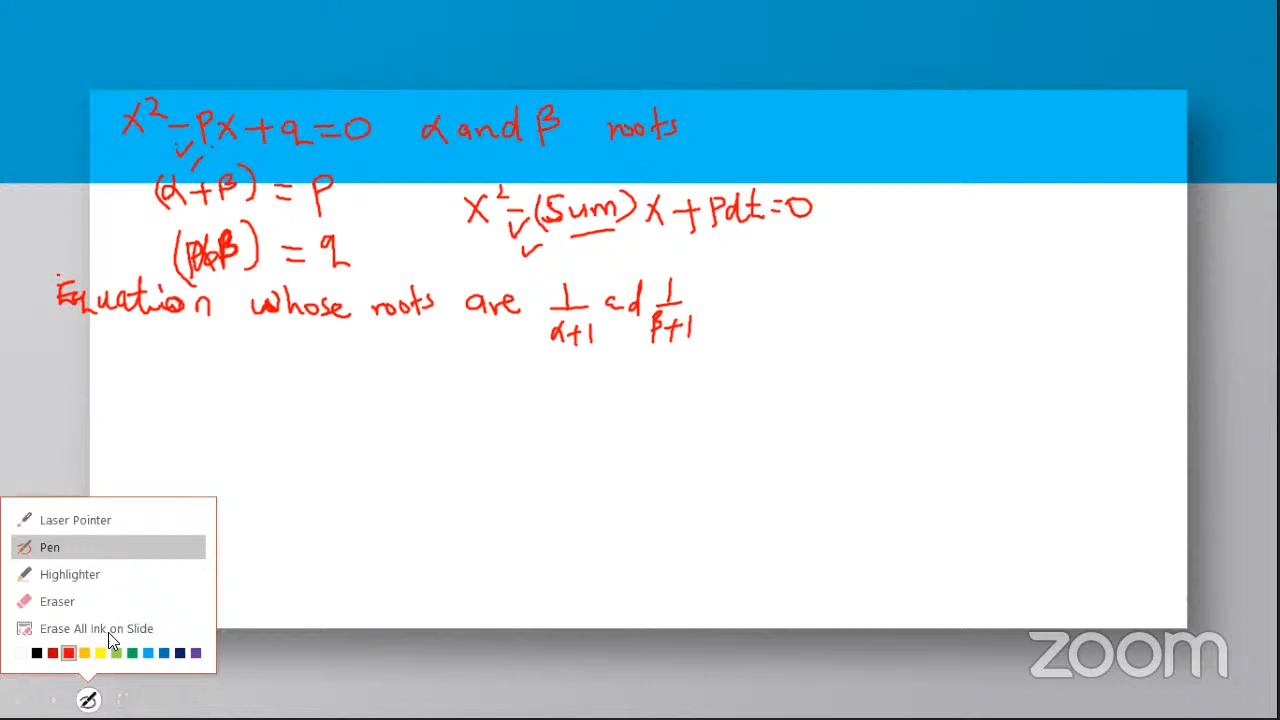 x² - px + q = 0 α and β roots
(α + β) = p
x² - (Sum) x + pdt = 0
(αβ) = q
Equation whose roots are 1/α+1 ad 1/β+1
Laser Pointer
Pen
Highlighter
Eraser
Erase All Ink on Slide
zoom